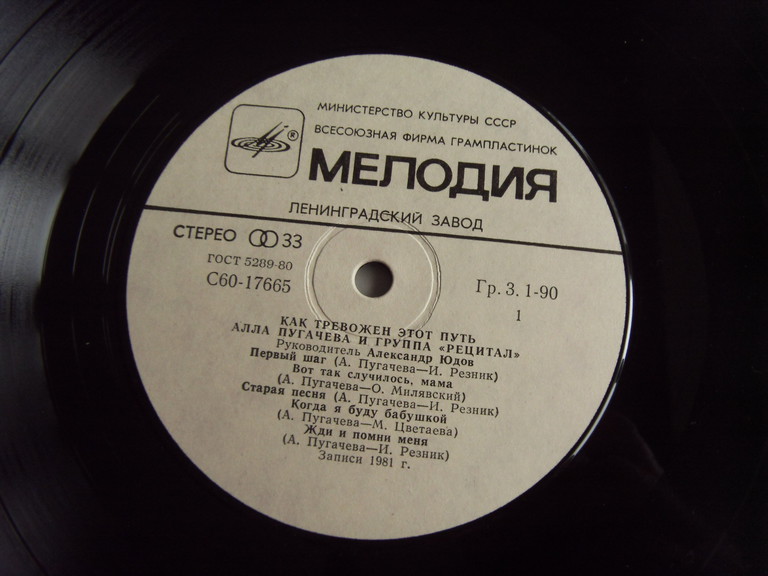 МИНИСТЕРСТВО КУЛЬТУРЫ СССР
ВСЕСОЮЗНАЯ ФИРМА ГРАМПЛАСТИНОК
®
МЕЛОДИЯ
ЛЕНИНГРАДСКИЙ ЗАВОД
СТЕРЕО 33
ГОСТ 5289-80
С60-17665
Гр. 3. 1-90
1
КАК ТРЕВОЖЕН ЭТОТ ПУТЬ
АЛЛА ПУГАЧЕВА И ГРУППА «РЕЦИТАЛ»
Руководитель Александр Юдов
Первый шаг (А. Пугачева—И. Резник)
Вот так случилось, мама
(А. Пугачева—О. Милявский)
Старая песня (А. Пугачева—И. Резник)
Когда я буду бабушкой
(А. Пугачева—М. Цветаева)
Жди и помни меня
(А. Пугачева—И. Резник)
Записи 1981 г.